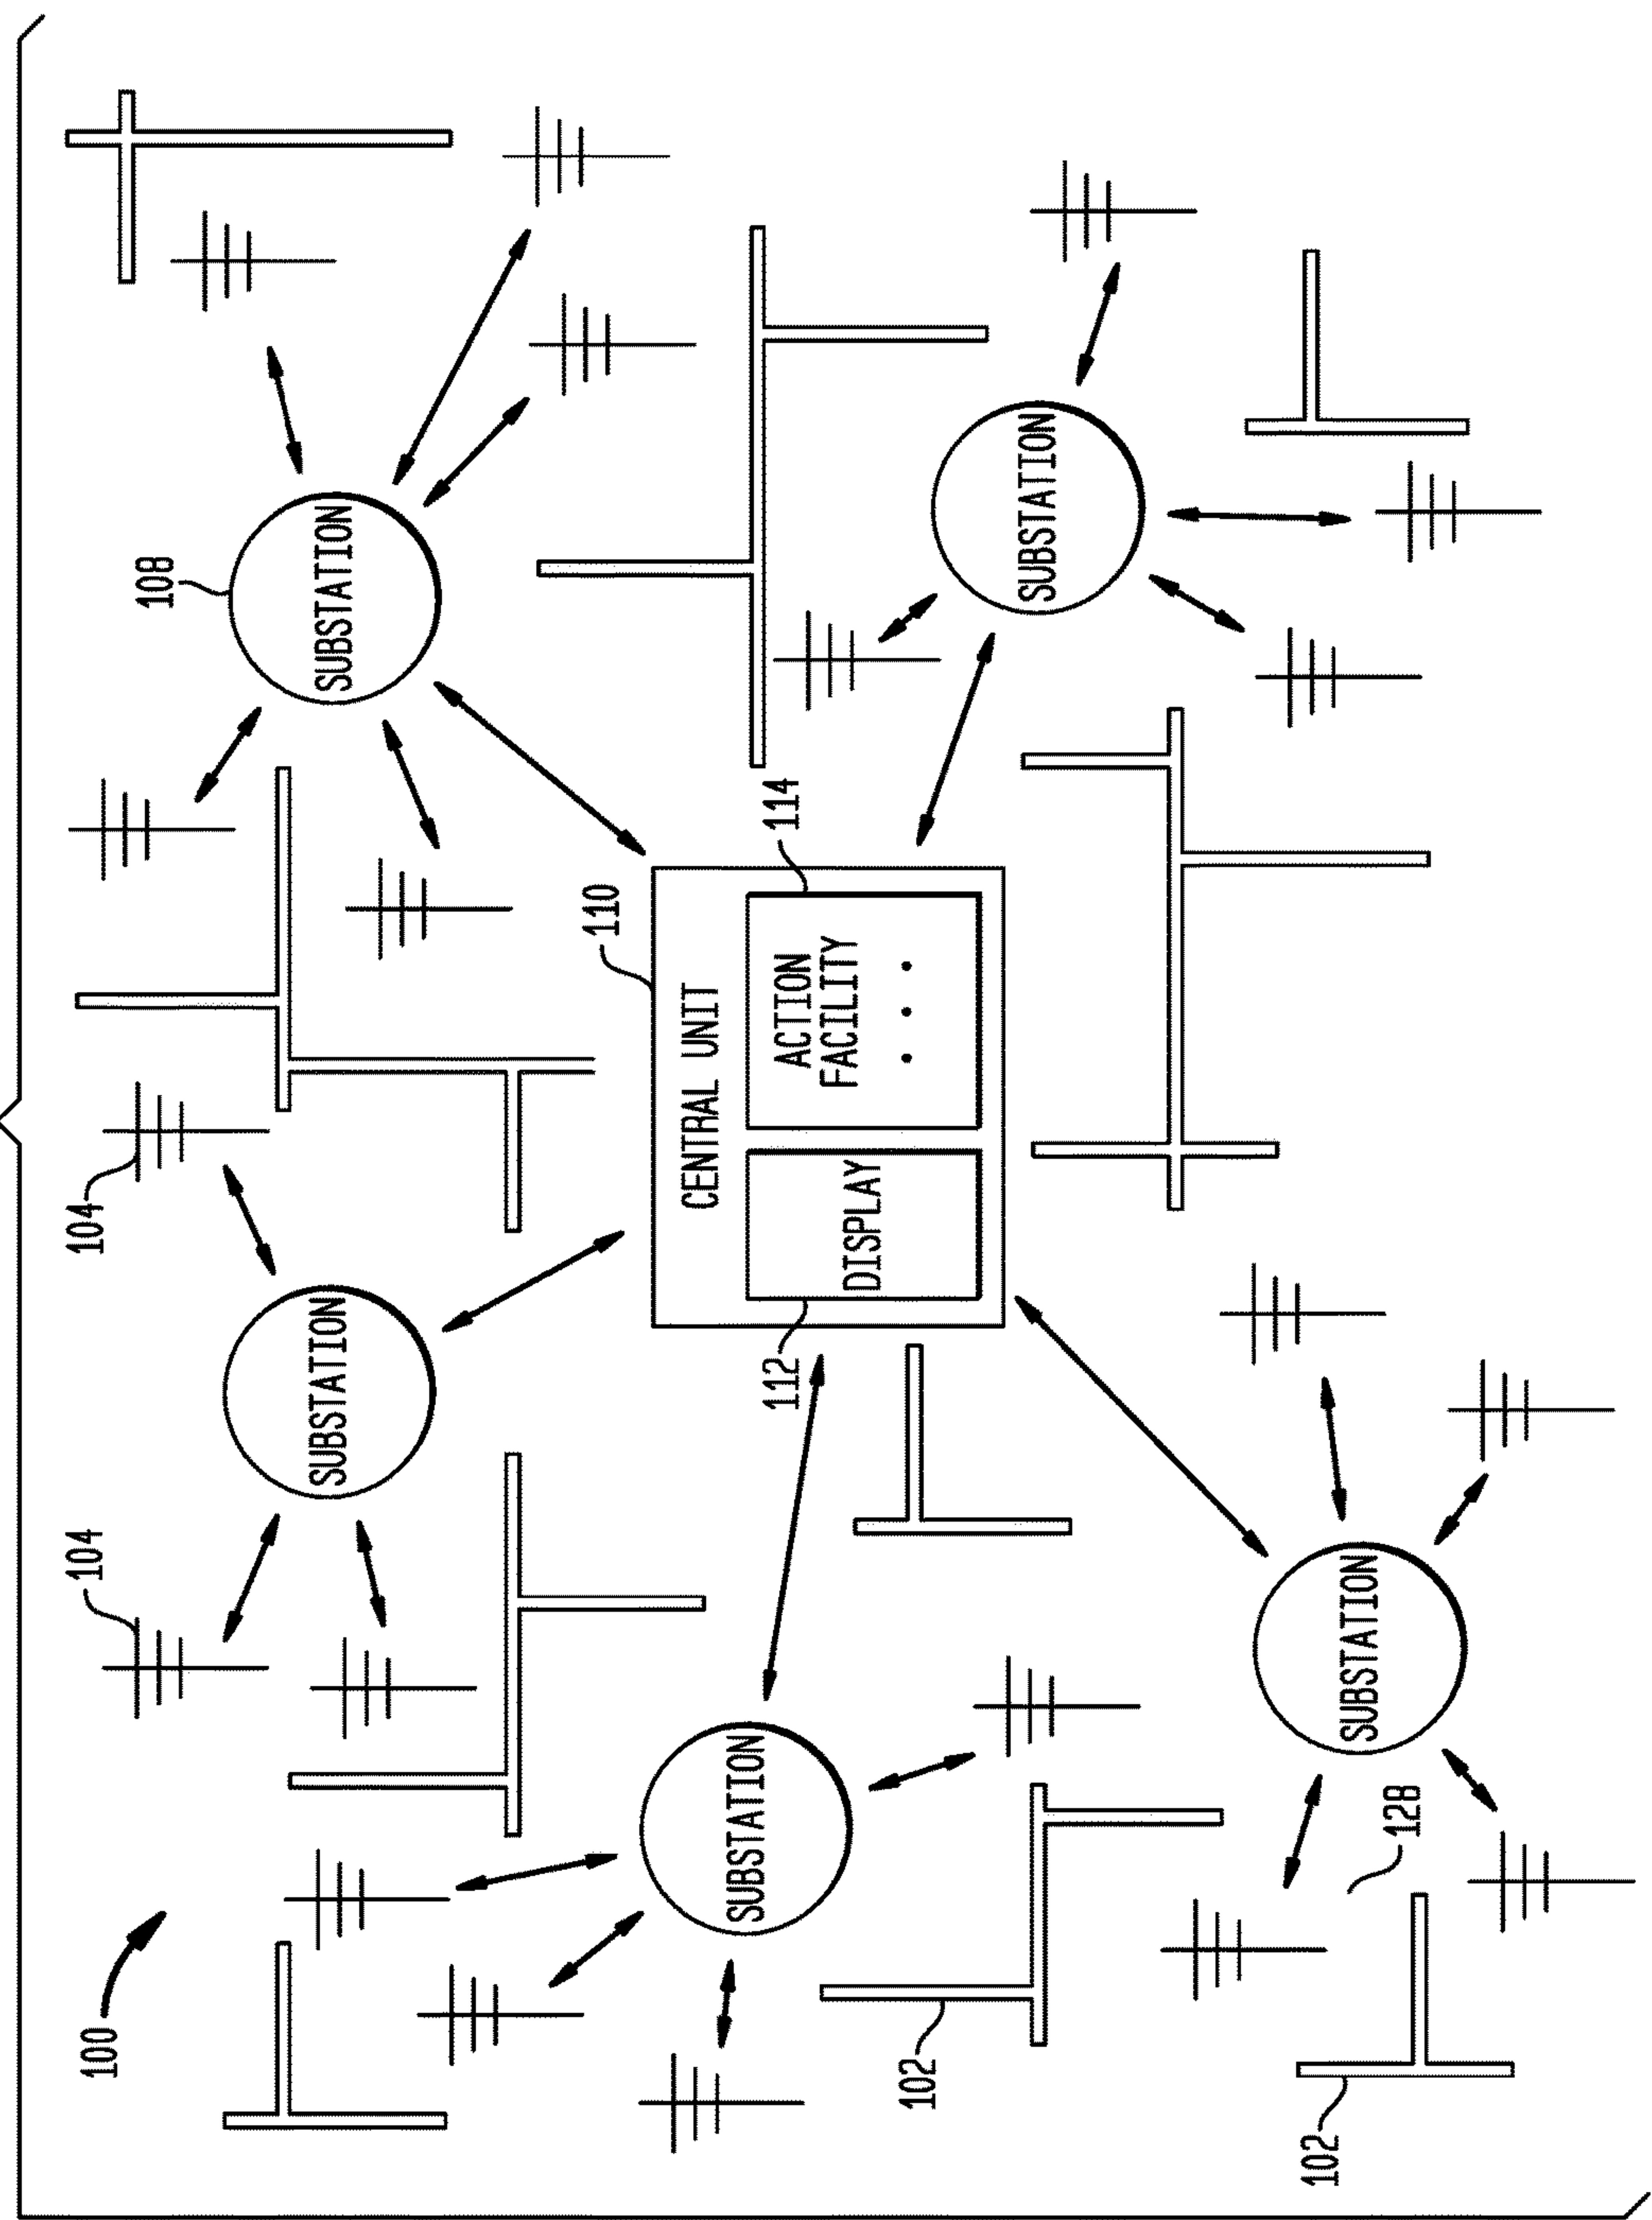 100
104
104
108
SUBSTATION
SUBSTATION
110
CENTRAL UNIT
SUBSTATION
112
DISPLAY
114
ACTION
FACILITY
102
SUBSTATION
102
SUBSTATION
128